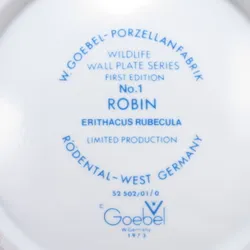 W. GOEBEL–PORZELLANFABRIK
WILDLIFE
WALL PLATE SERIES
FIRST EDITION
No.1
ROBIN
ERITHACUS RUBECULA
LIMITED PRODUCTION
RÖDENTAL–WEST GERMANY
52 502/01/0
©
Goebel
W.Germany
1973